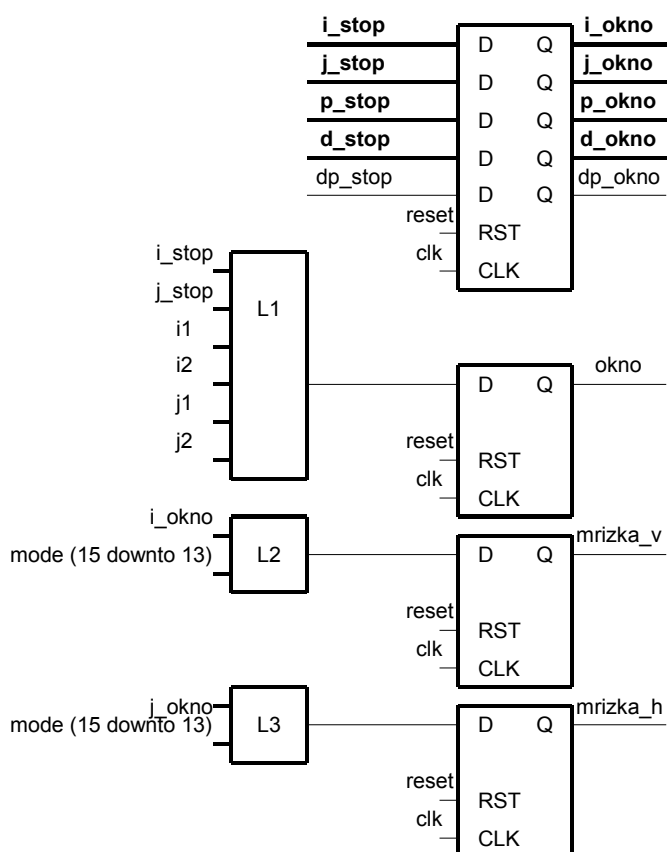 i_stop D Q i_okno
j_stop D Q j_okno
p_stop D Q p_okno
d_stop D Q d_okno
dp_stop D Q dp_okno
reset RST
clk CLK
i_stop
j_stop
L1
i1
i2
j1
j2
D Q okno
reset RST
clk CLK
i_okno
mode (15 downto 13)
L2
D Q mrizka_v
reset RST
clk CLK
j_okno
mode (15 downto 13)
L3
D Q mrizka_h
reset RST
clk CLK